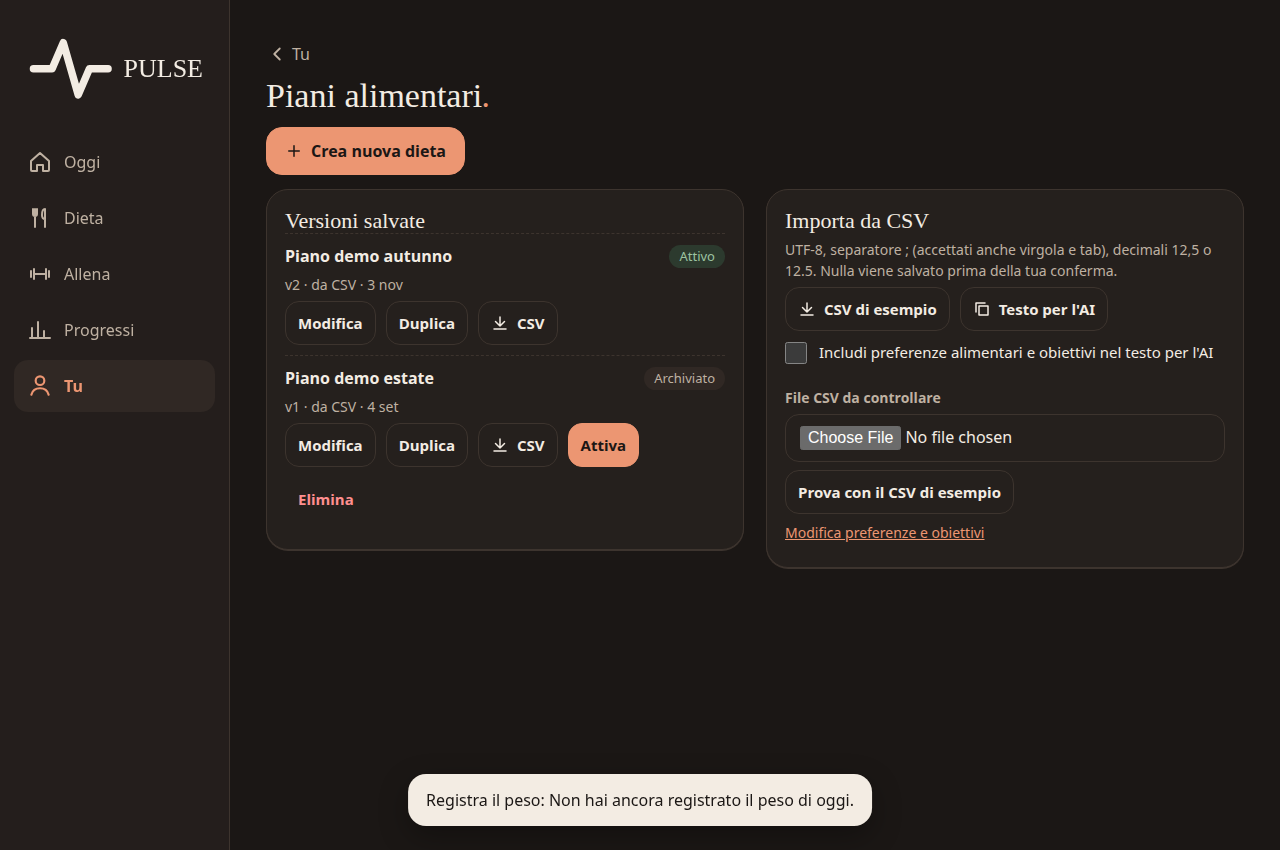 PULSE
Oggi
Dieta
Allena
Progressi
Tu
Tu
Piani alimentari.
Crea nuova dieta
Versioni salvate
Piano demo autunno
Attivo
v2 · da CSV · 3 nov
Modifica
Duplica
CSV
Piano demo estate
Archiviato
v1 · da CSV · 4 set
Modifica
Duplica
CSV
Attiva
Elimina
Importa da CSV
UTF-8, separatore ; (accettati anche virgola e tab), decimali 12,5 o
12.5. Nulla viene salvato prima della tua conferma.
CSV di esempio
Testo per l'AI
Includi preferenze alimentari e obiettivi nel testo per l'AI
File CSV da controllare
Choose File No file chosen
Prova con il CSV di esempio
Modifica preferenze e obiettivi
Registra il peso: Non hai ancora registrato il peso di oggi.